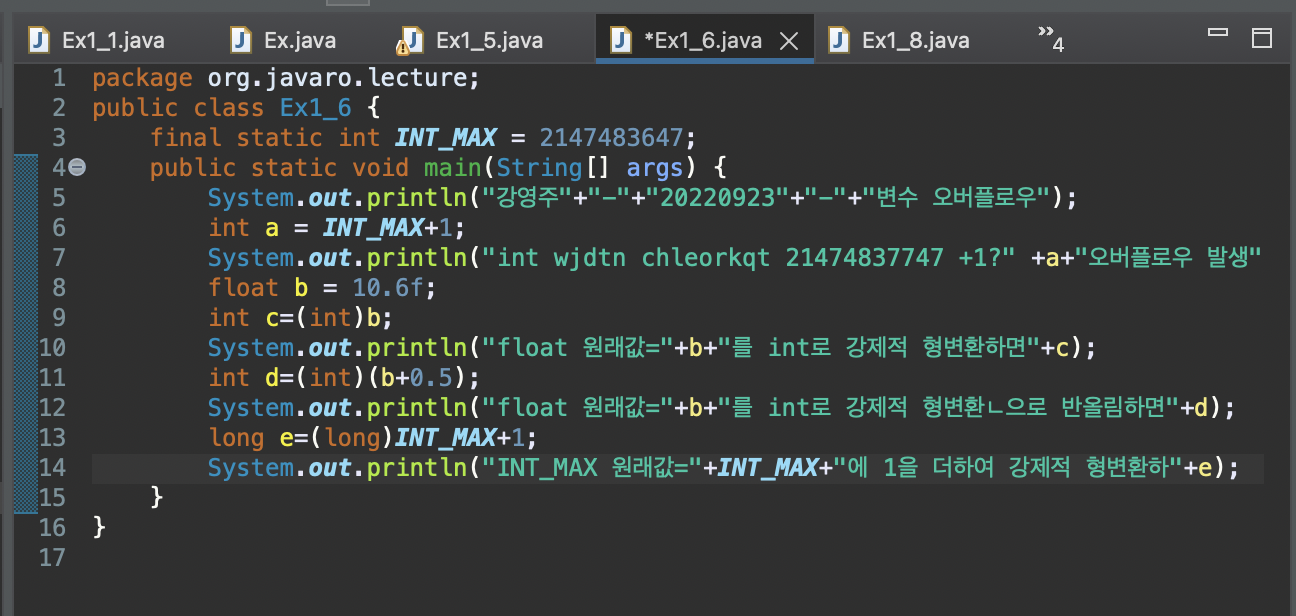 Ex1_1.java Ex.java Ex1_5.java *Ex1_6.java Ex1_8.java »4
1 package org.javaro.lecture;
2 public class Ex1_6 {
3 final static int INT_MAX = 2147483647;
4 public static void main(String[] args) {
5 System.out.println("강영주"+"-"+"20220923"+"-"+"변수 오버플로우");
6 int a = INT_MAX+1;
7 System.out.println("int wjdtn chleorkqt 21474837747 +1?" +a+"오버플로우 발생"
8 float b = 10.6f;
9 int c=(int)b;
10 System.out.println("float 원래값="+b+"를 int로 강제적 형변환하면"+c);
11 int d=(int)(b+0.5);
12 System.out.println("float 원래값="+b+"를 int로 강제적 형변환ㄴ으로 반올림하면"+d);
13 long e=(long)INT_MAX+1;
14 System.out.println("INT_MAX 원래값="+INT_MAX+"에 1을 더하여 강제적 형변환하"+e);
15 }
16 }
17